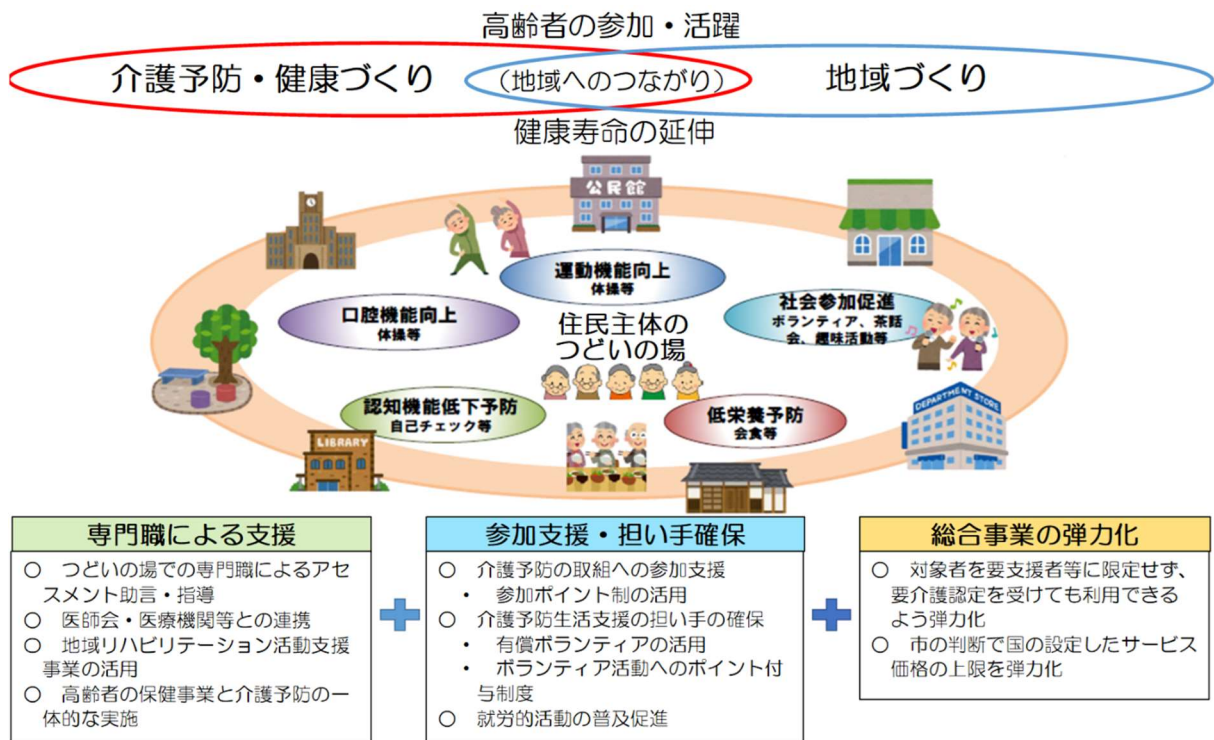 高齢者の参加・活躍
介護予防・健康づくり
（地域へのつながり）
地域づくり
健康寿命の延伸
公民館
運動機能向上
体操等
口腔機能向上
体操等
社会参加促進
ボランティア、茶話
会、趣味活動等
住民主体の
つどいの場
認知機能低下予防
自己チェック等
低栄養予防
会食等
DEPARTMENT STORE
LIBRARY
専門職による支援
○ つどいの場での専門職によるアセ
スメント助言・指導
○ 医師会・医療機関等との連携
○ 地域リハビリテーション活動支援
事業の活用
○ 高齢者の保健事業と介護予防の一
体的な実施
参加支援・担い手確保
○ 介護予防の取組への参加支援
・ 参加ポイント制の活用
○ 介護予防生活支援の担い手の確保
・ 有償ボランティアの活用
・ ボランティア活動へのポイント付
与制度
○ 就労的活動の普及促進
総合事業の弾力化
○ 対象者を要支援者等に限定せず、
要介護認定を受けても利用できる
よう弾力化
○ 市の判断で国の設定したサービス
価格の上限を弾力化